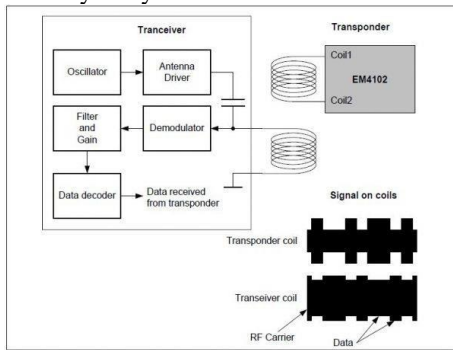 Tranceiver
Transponder
Oscillator
Antenna
Driver
Coil1
EM4102
Coil2
Filter
and
Gain
Demodulator
Data decoder
Data received
from transponder
Signal on coils
Transponder coil
Transeiver coil
RF Carrier
Data